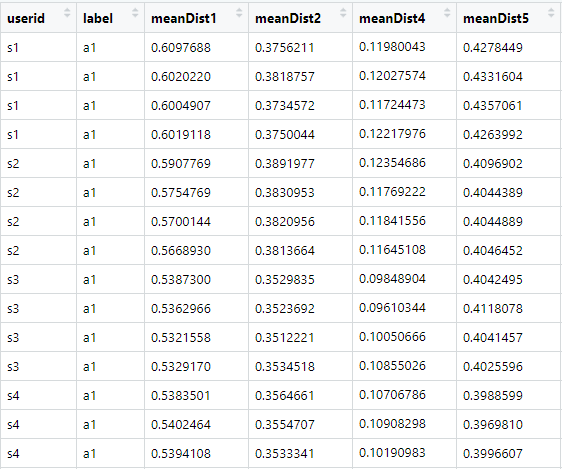 userid label meanDist1 meanDist2 meanDist4 meanDist5
s1 a1 0.6097688 0.3756211 0.11980043 0.4278449
s1 a1 0.6020220 0.3818757 0.12027574 0.4331604
s1 a1 0.6004907 0.3734572 0.11724473 0.4357061
s1 a1 0.6019118 0.3750044 0.12217976 0.4263992
s2 a1 0.5907769 0.3891977 0.12354686 0.4096902
s2 a1 0.5754769 0.3830953 0.11769222 0.4044389
s2 a1 0.5700144 0.3820956 0.11841556 0.4044889
s2 a1 0.5668930 0.3813664 0.11645108 0.4046452
s3 a1 0.5387300 0.3529835 0.09848904 0.4042495
s3 a1 0.5362966 0.3523692 0.09610344 0.4118078
s3 a1 0.5321558 0.3512221 0.10050666 0.4041457
s3 a1 0.5329170 0.3534518 0.10855026 0.4025596
s4 a1 0.5383501 0.3564661 0.10706786 0.3988599
s4 a1 0.5402464 0.3554707 0.10908298 0.3969810
s4 a1 0.5394108 0.3533341 0.10190983 0.3996607